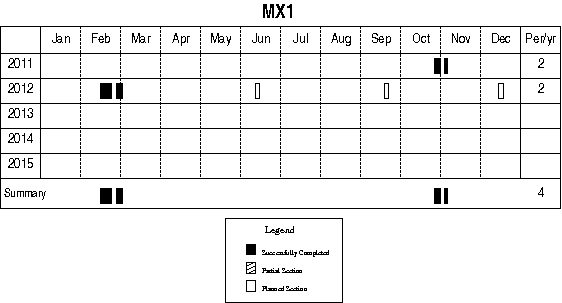 MX1
Jan Feb Mar Apr May Jun Jul Aug Sep Oct Nov Dec Per/yr
2011 2
2012 2
2013
2014
2015
Summary 4
Legend
Successfully Completed
Partial Section
Planned Section